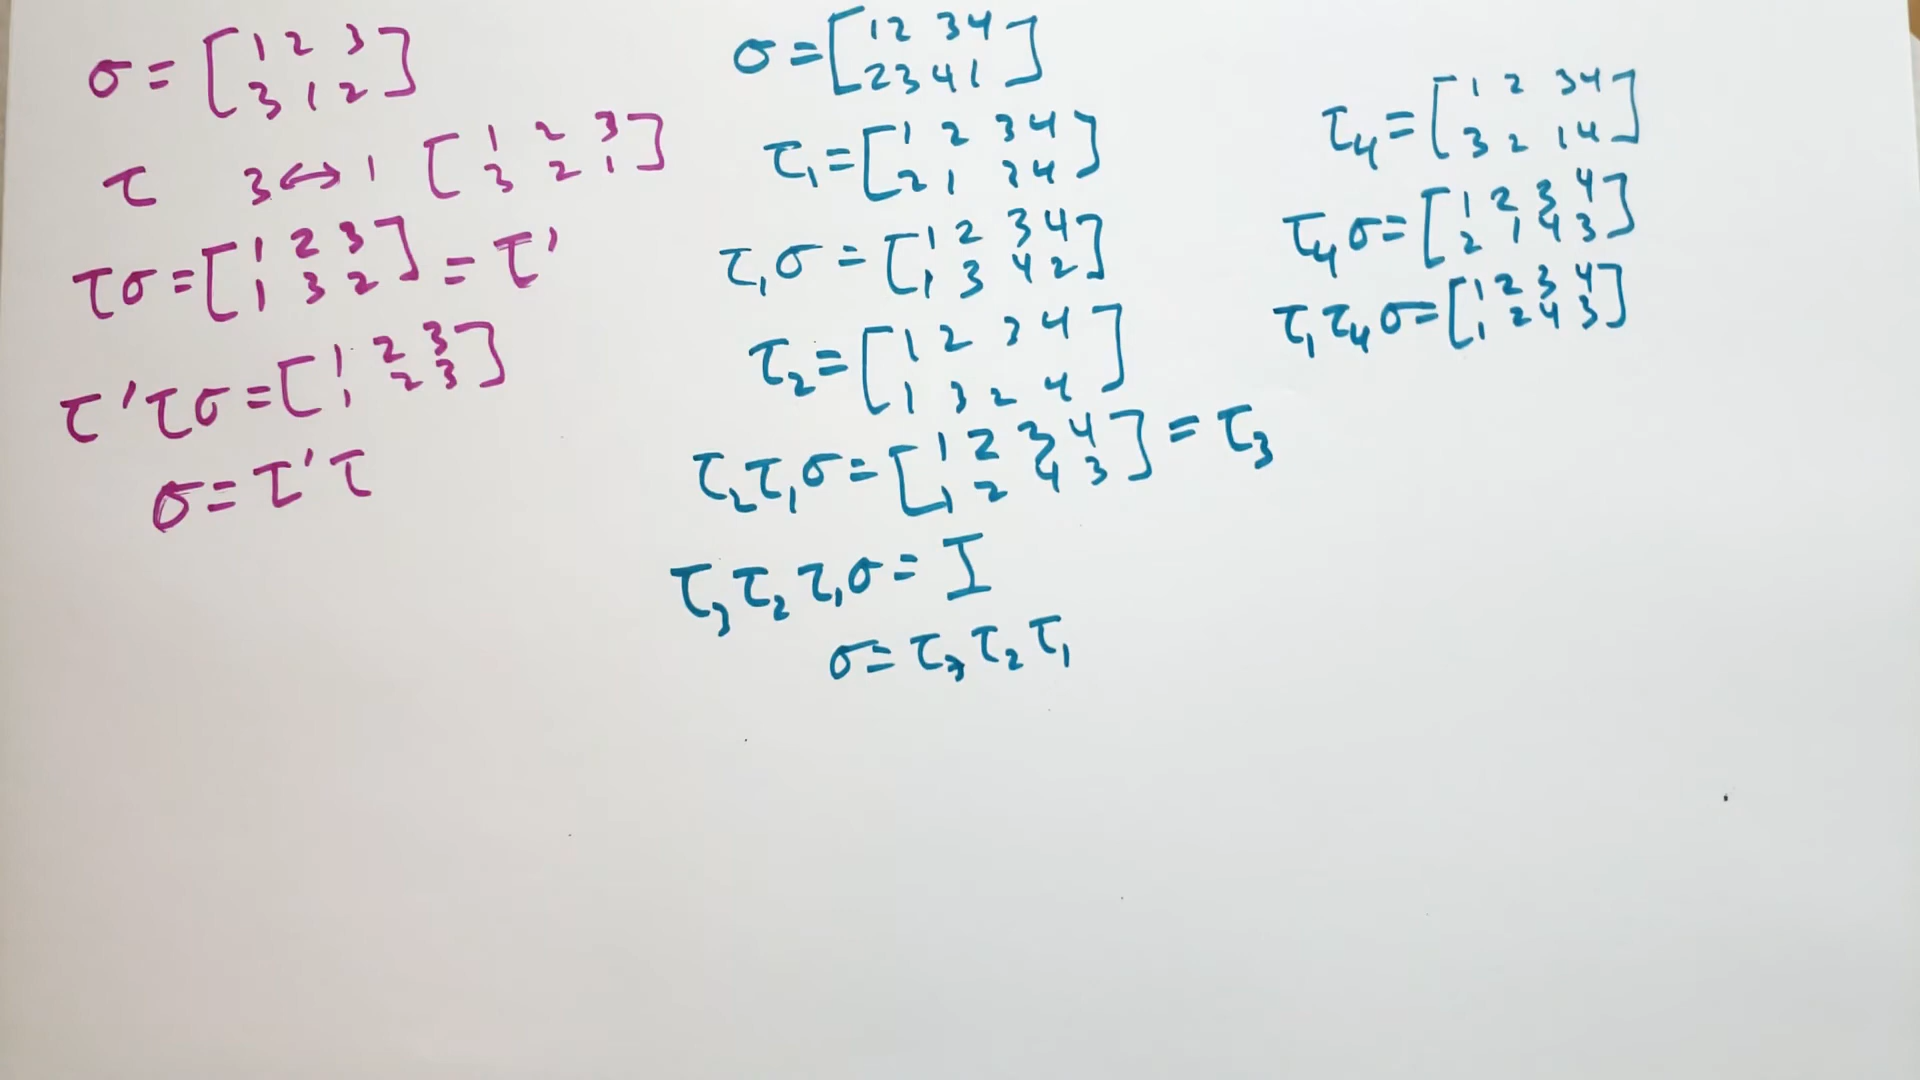 σ = [1 2 3
3 1 2]
τ 3↔1 [1 2 3
3 2 1]
τσ = [1 2 3
1 3 2] = τ'
τ'τσ = [1 2 3
1 2 3]
σ = τ'τ
σ = [1 2 3 4
2 3 4 1]
τ₁ = [1 2 3 4
2 1 3 4]
τ₁σ = [1 2 3 4
1 3 4 2]
τ₂ = [1 2 3 4
1 3 2 4]
τ₂τ₁σ = [1 2 3 4
1 2 4 3] = τ₃
τ₃τ₂τ₁σ = I
σ = τ₃τ₂τ₁
τ₄ = [1 2 3 4
3 2 1 4]
τ₄σ = [1 2 3 4
2 1 4 3]
τ₁τ₄σ = [1 2 3 4
1 2 4 3]